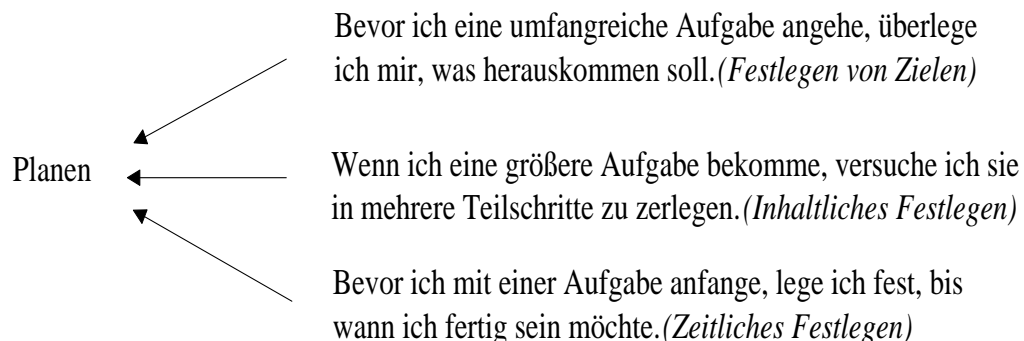 Bevor ich eine umfangreiche Aufgabe angehe, überlege
ich mir, was herauskommen soll.(Festlegen von Zielen)
Planen
Wenn ich eine größere Aufgabe bekomme, versuche ich sie
in mehrere Teilschritte zu zerlegen.(Inhaltliches Festlegen)
Bevor ich mit einer Aufgabe anfange, lege ich fest, bis
wann ich fertig sein möchte.(Zeitliches Festlegen)